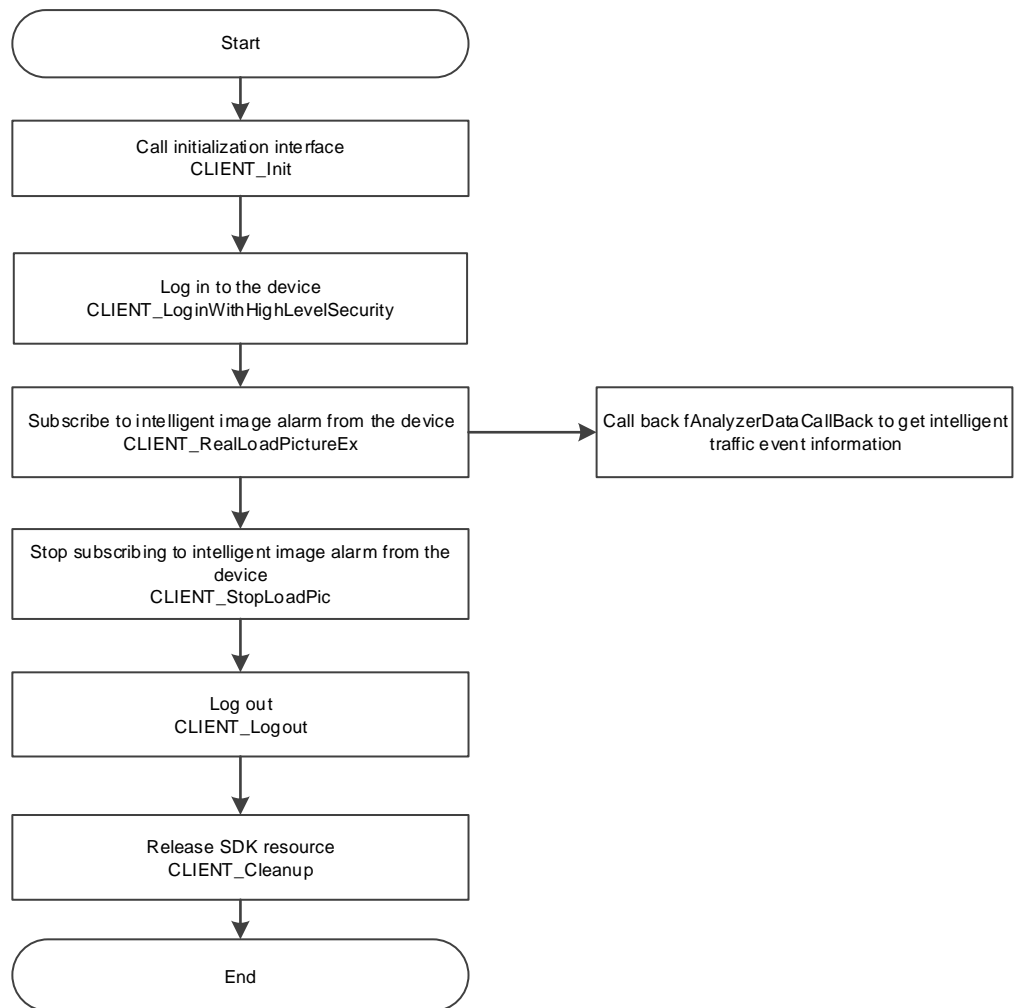 Start
Call initialization interface
CLIENT_Init
Log in to the device
CLIENT_LoginWithHighLevelSecurity
Subscribe to intelligent image alarm from the device
CLIENT_RealLoadPictureEx
Call back fAnalyzerDataCallBack to get intelligent
traffic event information
Stop subscribing to intelligent image alarm from the
device
CLIENT_StopLoadPic
Log out
CLIENT_Logout
Release SDK resource
CLIENT_Cleanup
End